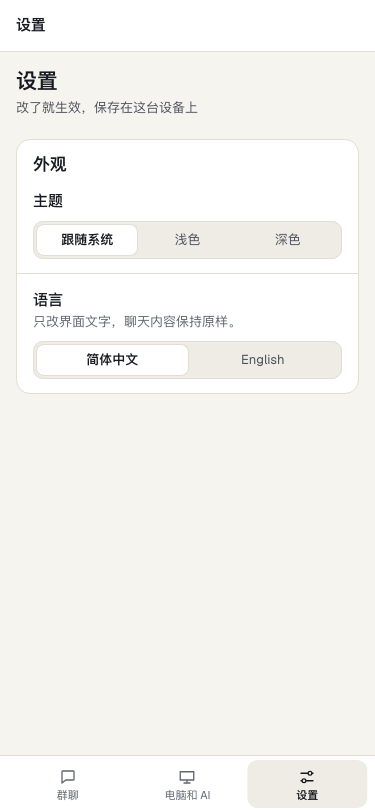 设置
设置
改了就生效，保存在这台设备上
外观
主题
跟随系统 浅色 深色
语言
只改界面文字，聊天内容保持原样。
简体中文 English
群聊 电脑和 AI 设置